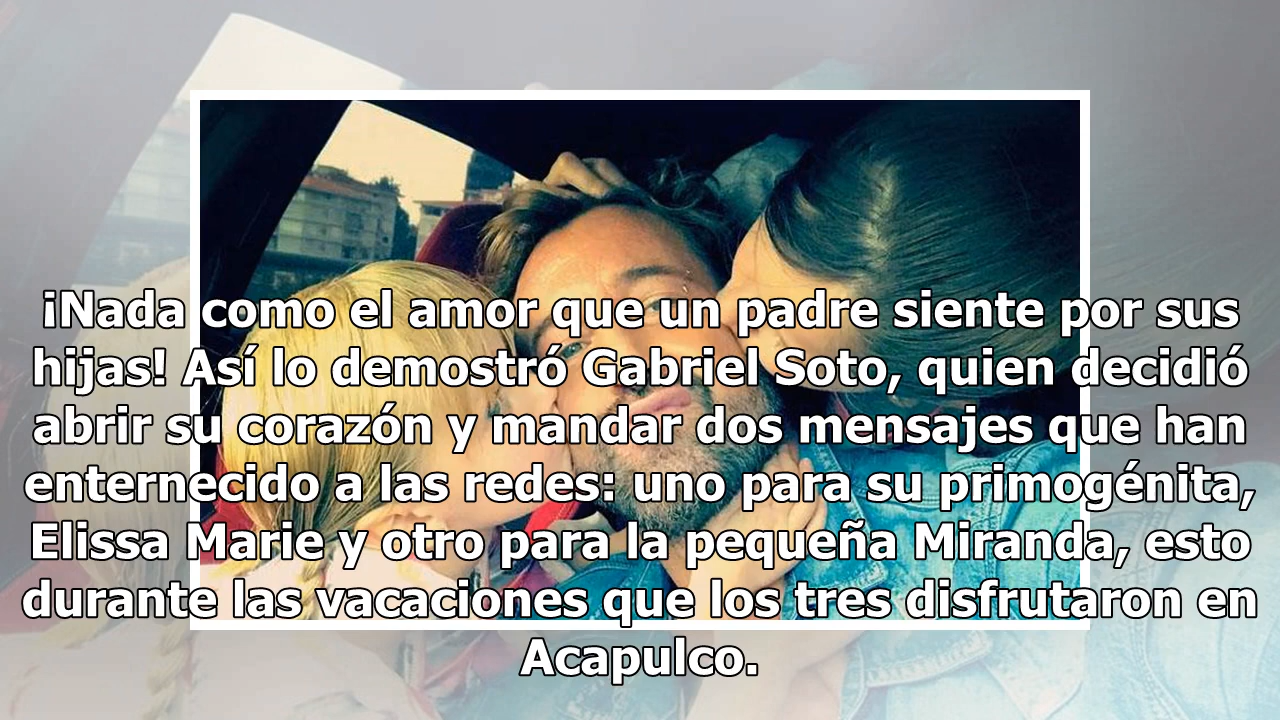 ¡Nada como el amor que un padre siente por sus
hijas! Así lo demostró Gabriel Soto, quien decidió
abrir su corazón y mandar dos mensajes que han
enternecido a las redes: uno para su primogénita,
Elissa Marie y otro para la pequeña Miranda, esto
durante las vacaciones que los tres disfrutaron en
Acapulco.